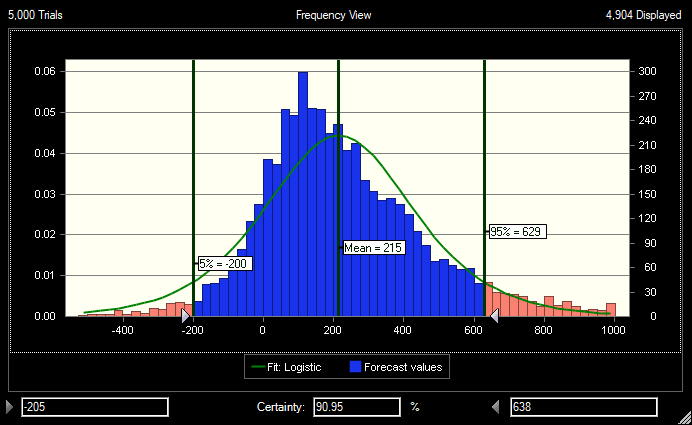 5,000 Trials Frequency View 4,904 Displayed
0.06 300
270
0.05 240
210
0.04 180
0.03 150
120
0.02 90
0.01 60
30
0.00 0
95% = 629
Mean = 215
5% = -200
-400 -200 0 200 400 600 800 1000
Fit: Logistic Forecast values
-205 Certainty: 90.95 % 638